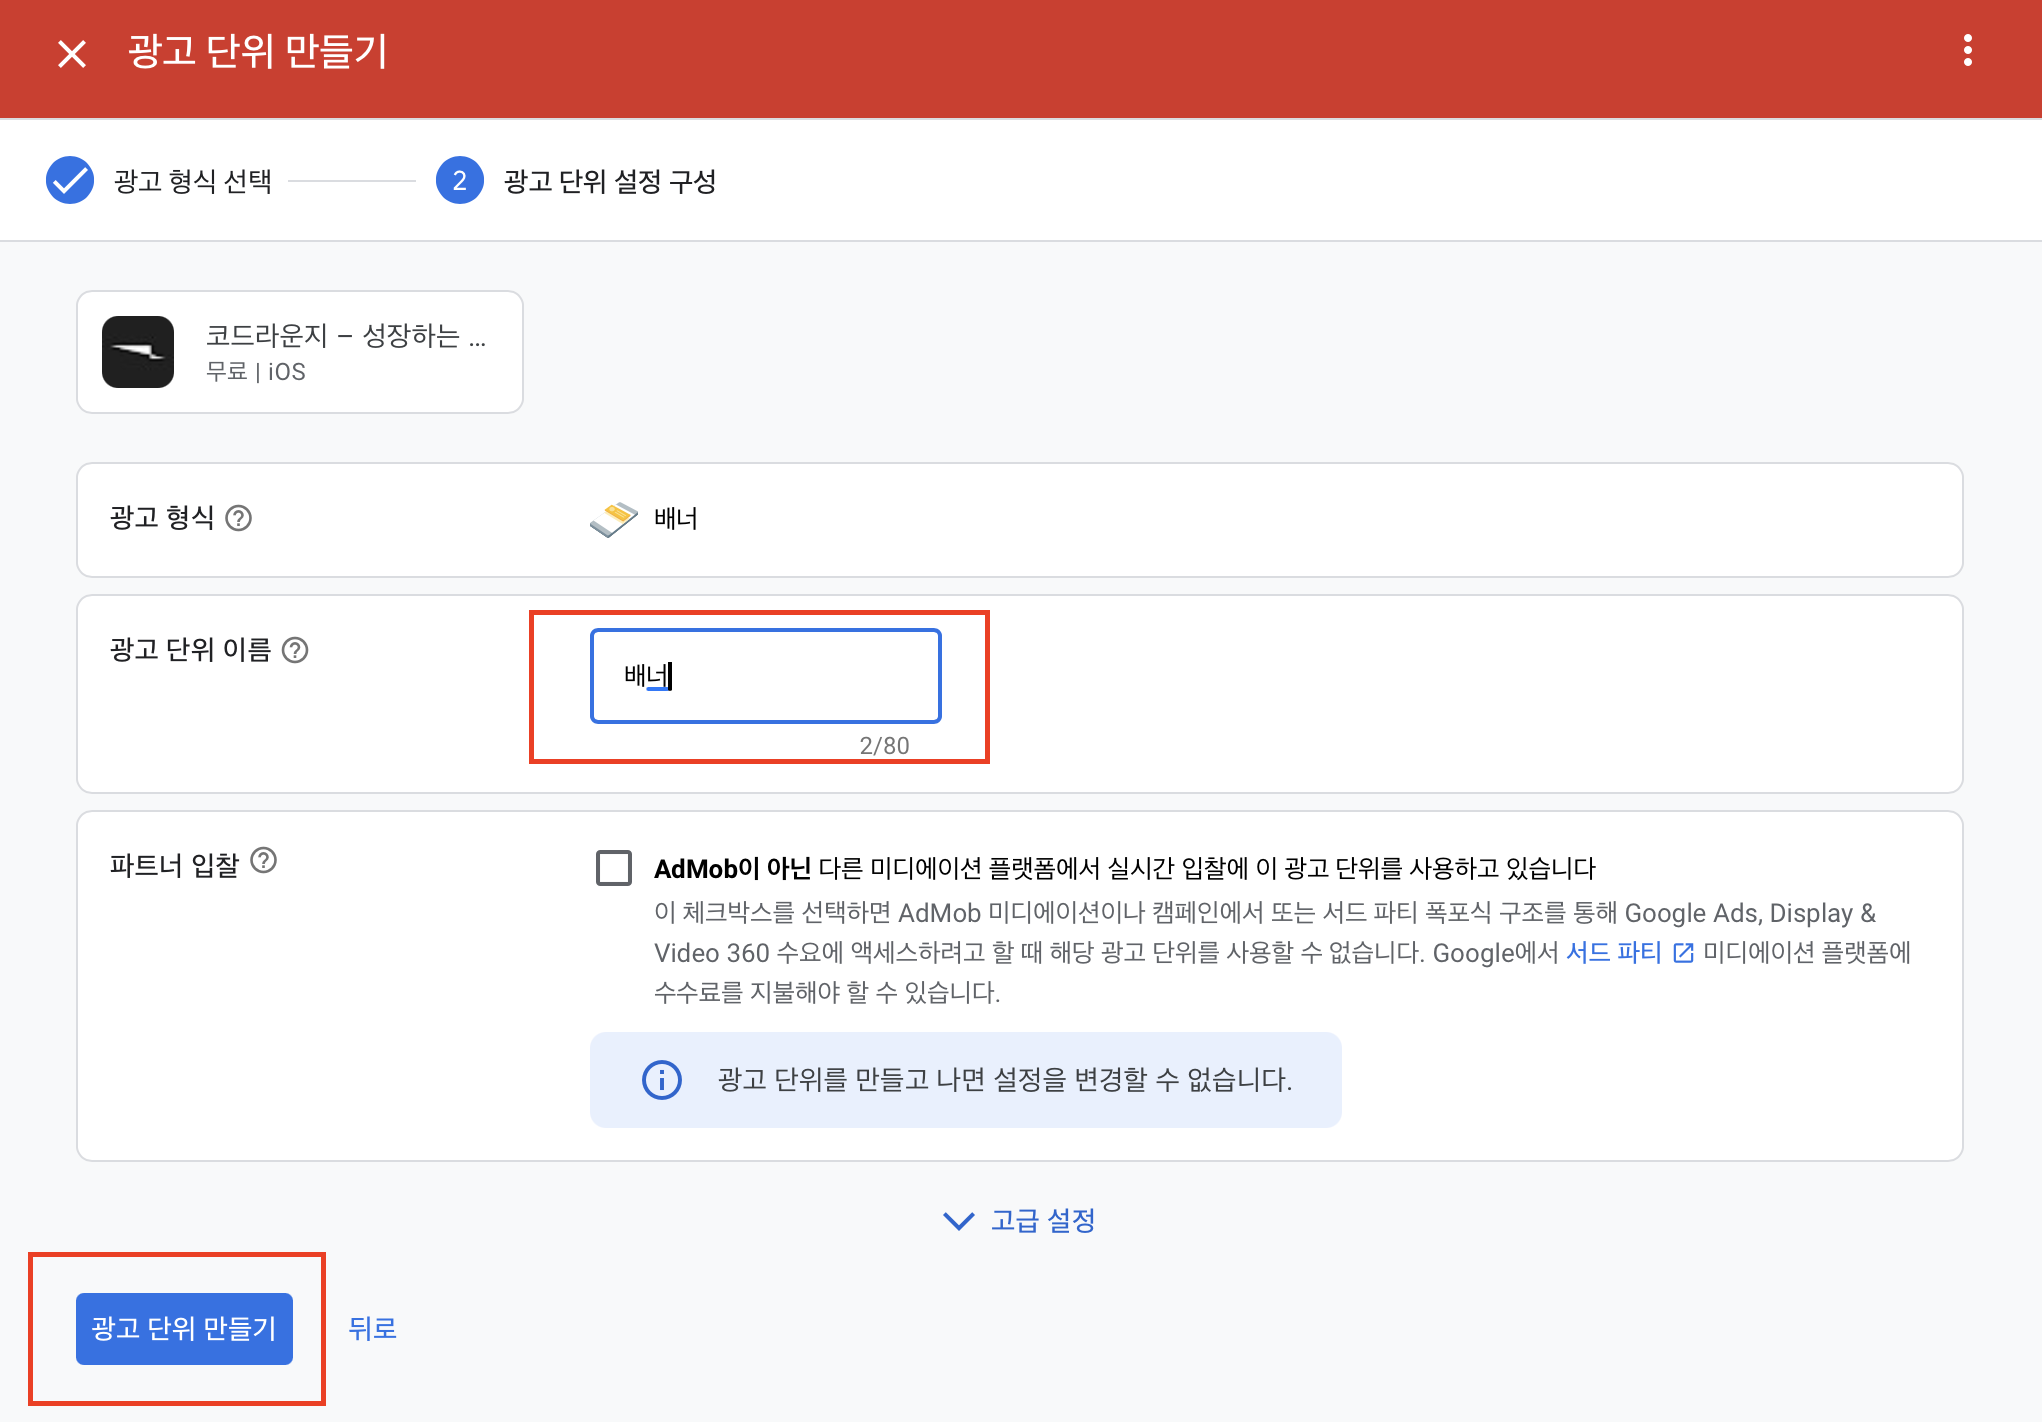 광고 단위 만들기
광고 형식 선택
2 광고 단위 설정 구성
코드라운지 – 성장하는 ...
무료 | iOS
광고 형식 ?
배너
광고 단위 이름 ?
배너
2/80
파트너 입찰 ?
AdMob이 아닌 다른 미디에이션 플랫폼에서 실시간 입찰에 이 광고 단위를 사용하고 있습니다
이 체크박스를 선택하면 AdMob 미디에이션이나 캠페인에서 또는 서드 파티 폭포식 구조를 통해 Google Ads, Display &
Video 360 수요에 액세스하려고 할 때 해당 광고 단위를 사용할 수 없습니다. Google에서 서드 파티 미디에이션 플랫폼에
수수료를 지불해야 할 수 있습니다.
광고 단위를 만들고 나면 설정을 변경할 수 없습니다.
고급 설정
광고 단위 만들기
뒤로